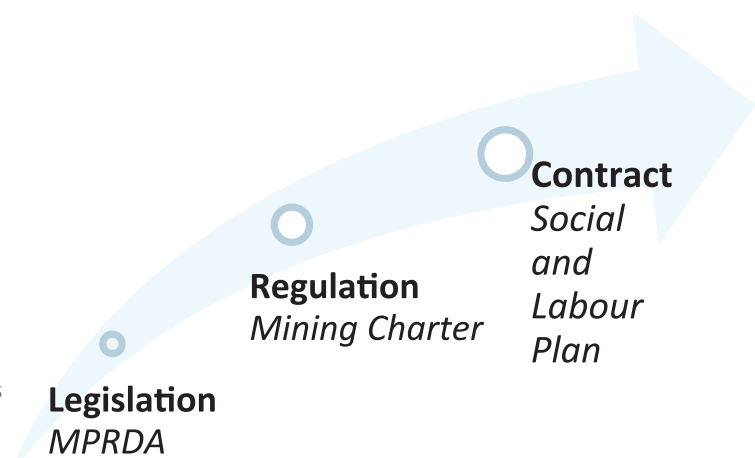 Contract
Social
and
Labour
Plan
Regulation
Mining Charter
Legislation
MPRDA